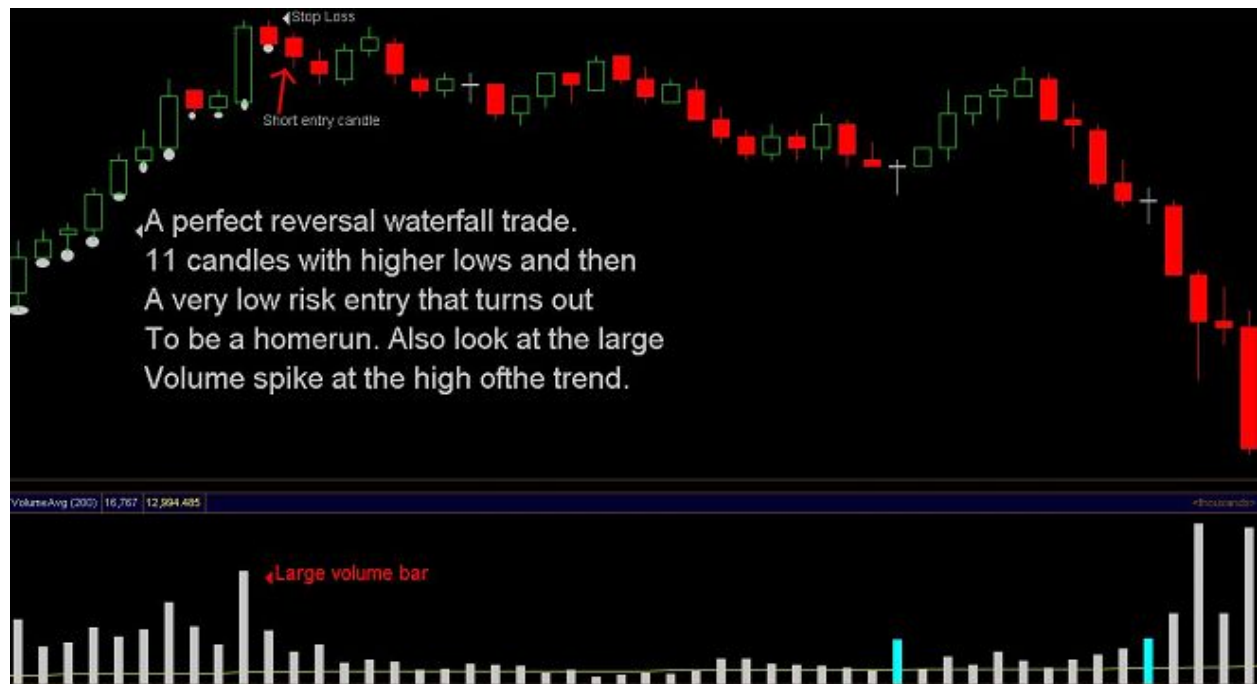 Stop Loss
Short entry candle
A perfect reversal waterfall trade.
11 candles with higher lows and then
A very low risk entry that turns out
To be a homerun. Also look at the large
Volume spike at the high ofthe trend.
VolumeAvg (200) 16,767 12,994.485
<thousands>
Large volume bar